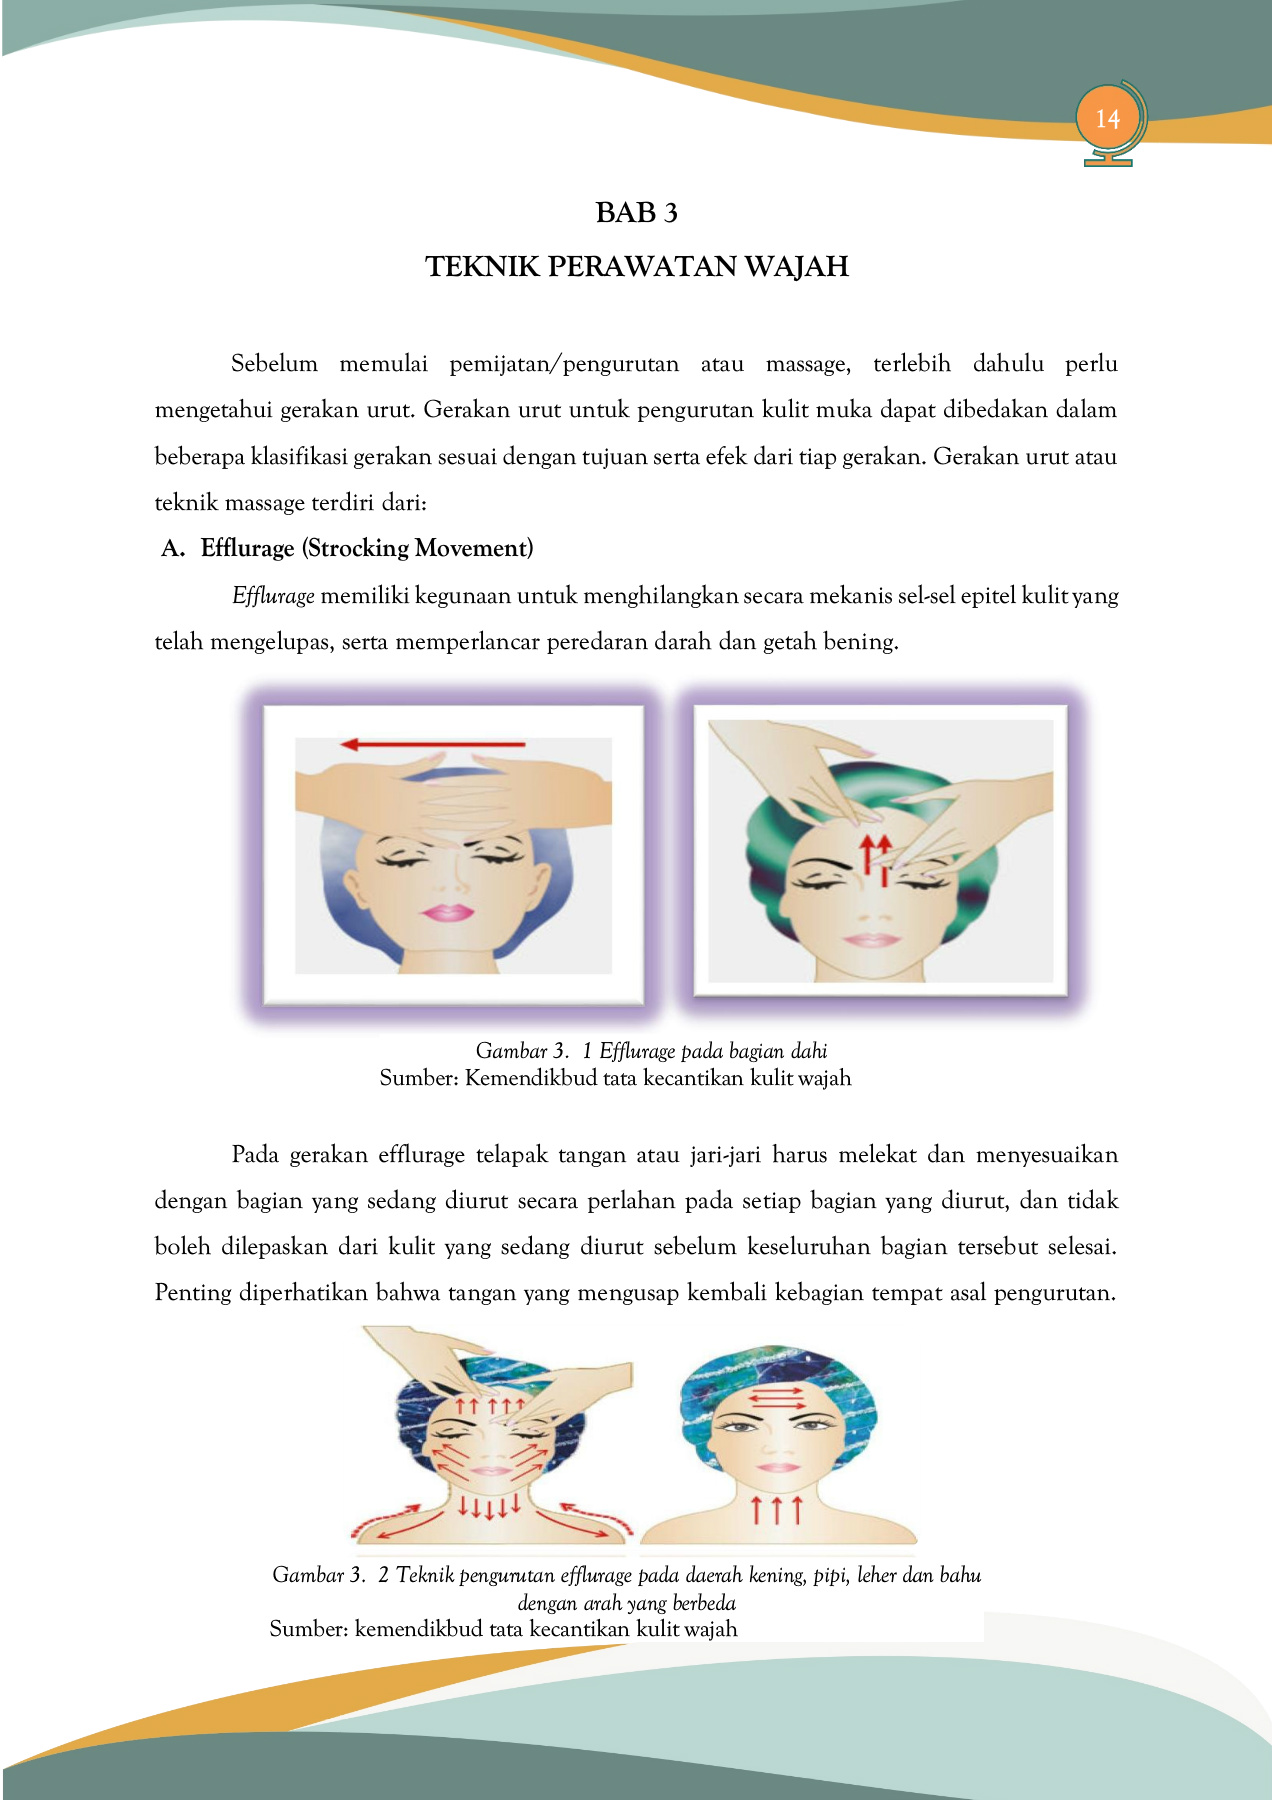 14
BAB 3
TEKNIK PERAWATAN WAJAH
Sebelum memulai pemijatan/pengurutan atau massage, terlebih dahulu perlu
mengetahui gerakan urut. Gerakan urut untuk pengurutan kulit muka dapat dibedakan dalam
beberapa klasifikasi gerakan sesuai dengan tujuan serta efek dari tiap gerakan. Gerakan urut atau
teknik massage terdiri dari:
A. Efflurage (Strocking Movement)
Efflurage memiliki kegunaan untuk menghilangkan secara mekanis sel-sel epitel kulit yang
telah mengelupas, serta memperlancar peredaran darah dan getah bening.
Gambar 3. 1 Efflurage pada bagian dahi
Sumber: Kemendikbud tata kecantikan kulit wajah
Pada gerakan efflurage telapak tangan atau jari-jari harus melekat dan menyesuaikan
dengan bagian yang sedang diurut secara perlahan pada setiap bagian yang diurut, dan tidak
boleh dilepaskan dari kulit yang sedang diurut sebelum keseluruhan bagian tersebut selesai.
Penting diperhatikan bahwa tangan yang mengusap kembali kebagian tempat asal pengurutan.
Gambar 3. 2 Teknik pengurutan efflurage pada daerah kening, pipi, leher dan bahu
dengan arah yang berbeda
Sumber: kemendikbud tata kecantikan kulit wajah